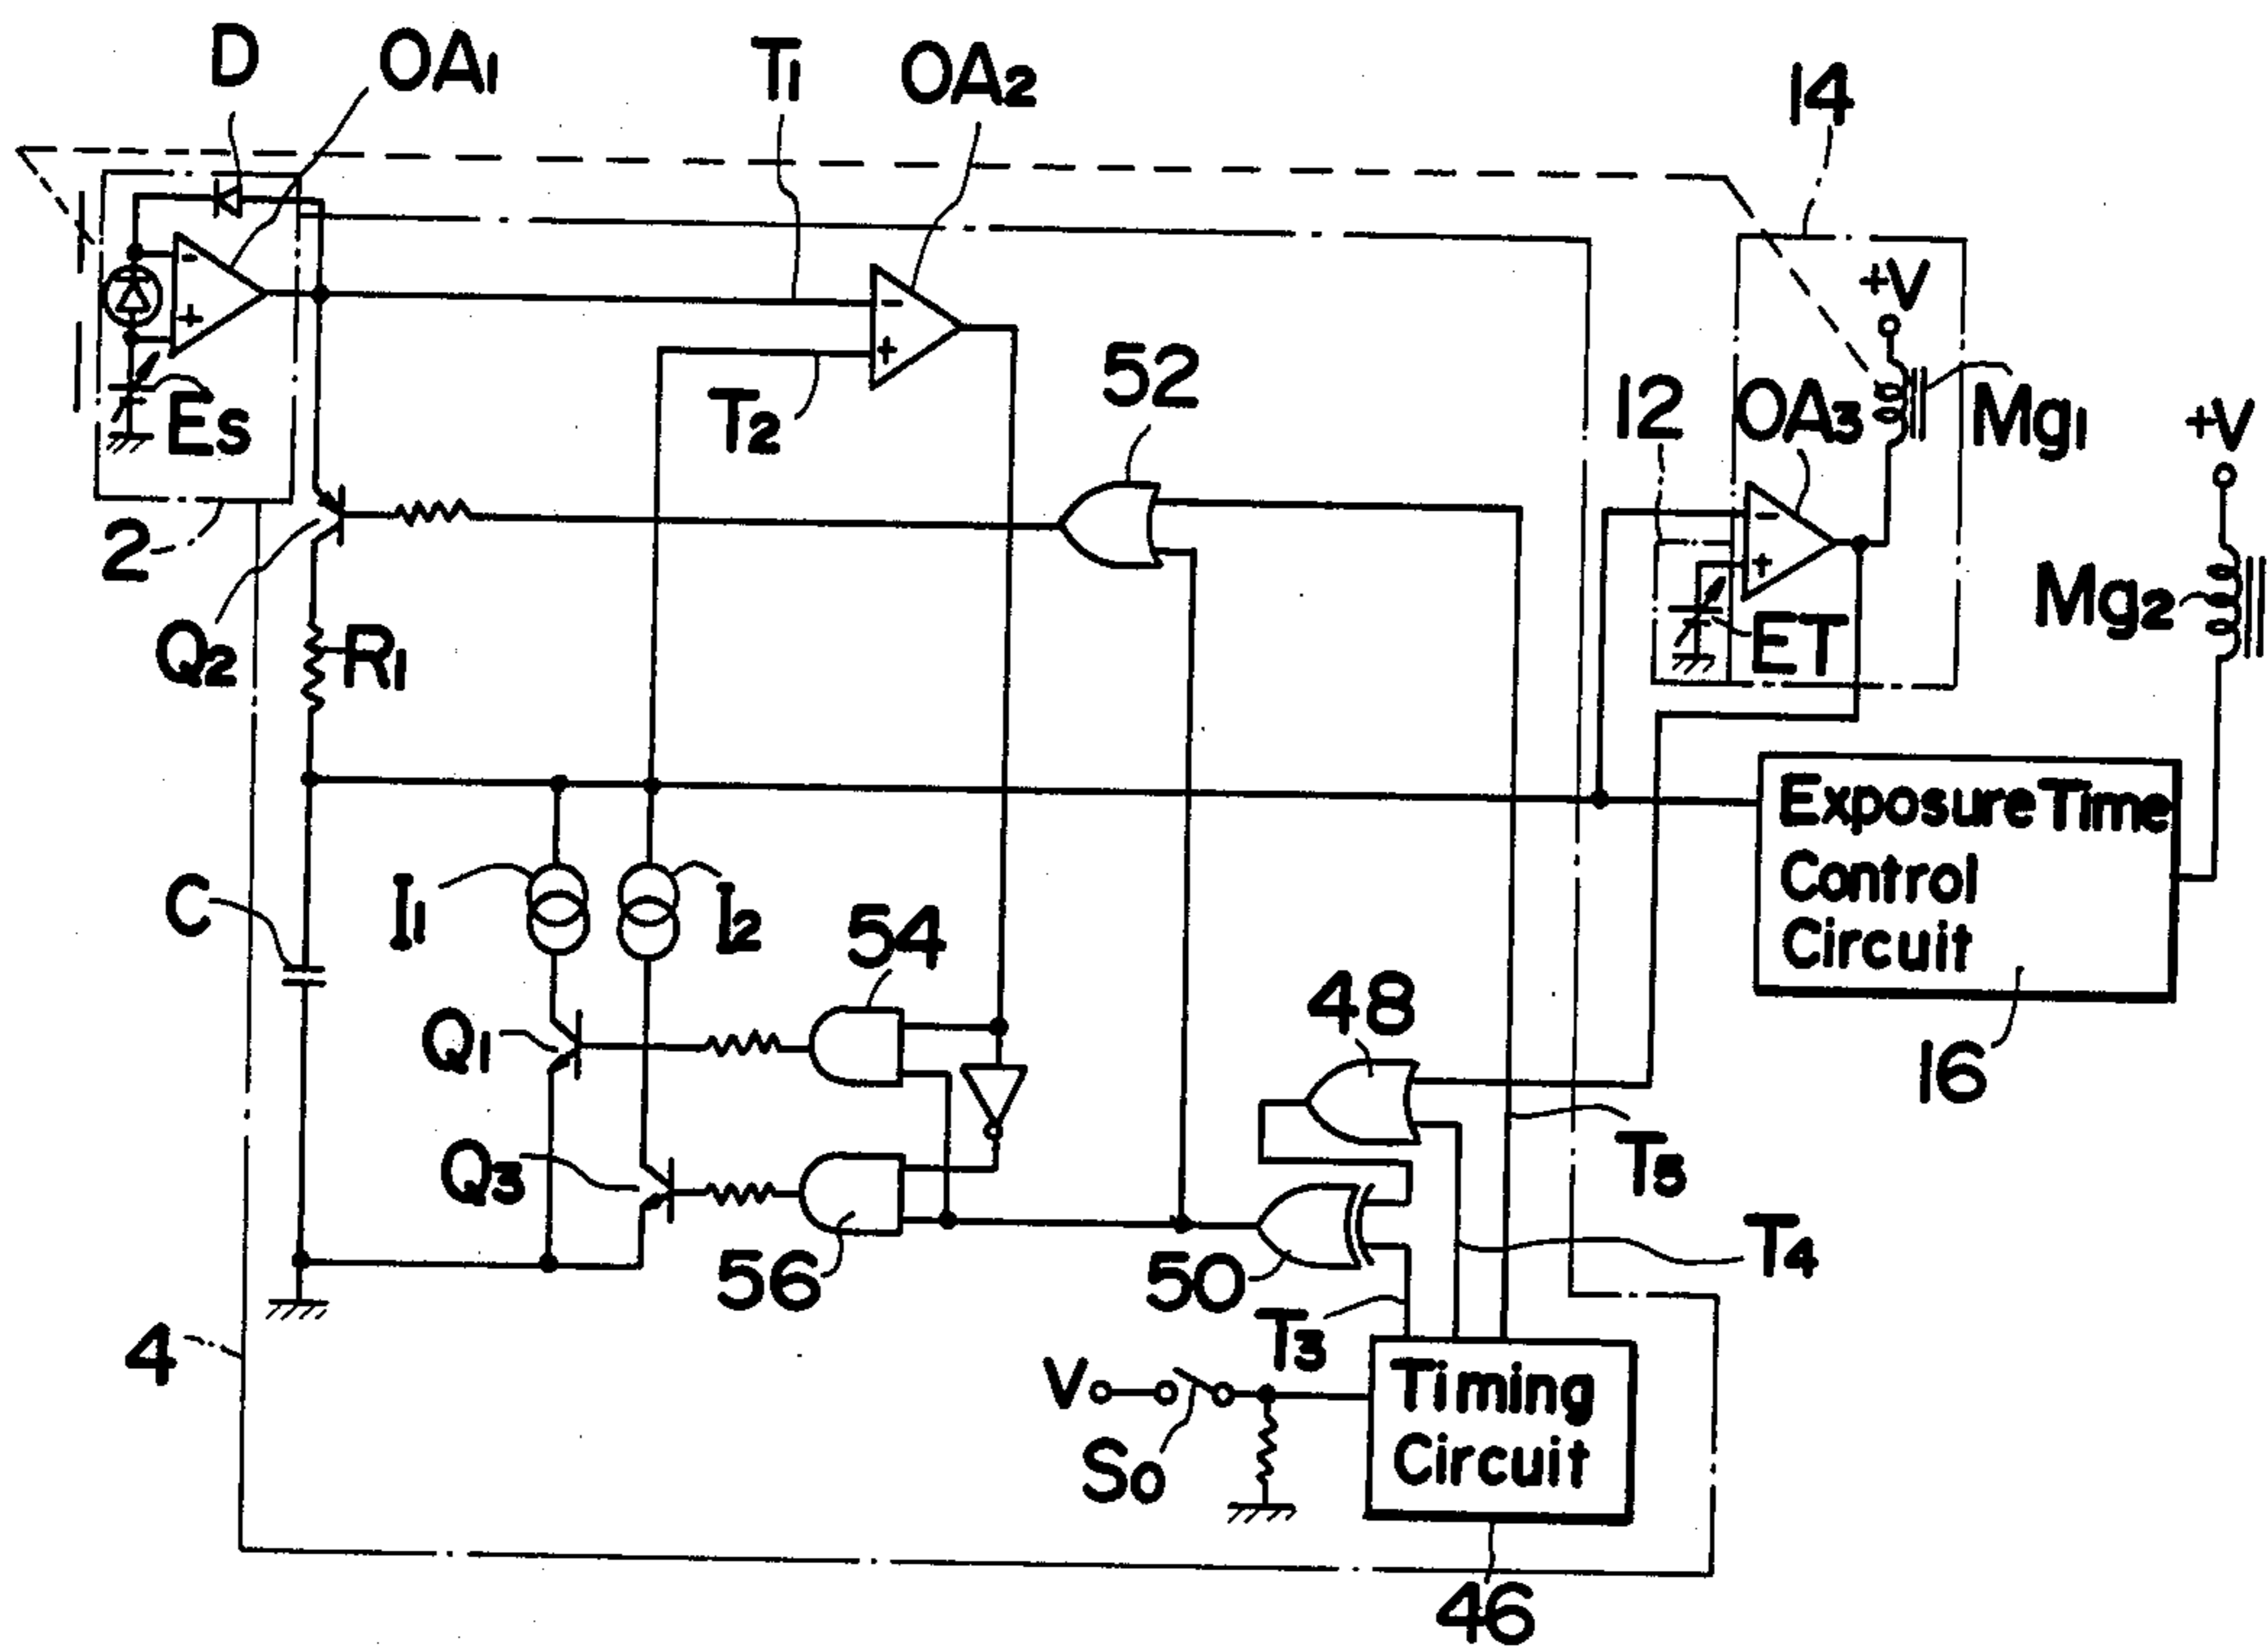 D
OA1
T1
OA2
14
+V
-
+
-
+
Es
T2
52
12
OA3
Mg1
+V
2
-
+
ET
Mg2
Q2
R1
Exposure Time
Control
Circuit
C
I1
I2
54
48
Q1
16
T5
Q3
T4
56
50
T3
4
V
Timing
Circuit
So
46